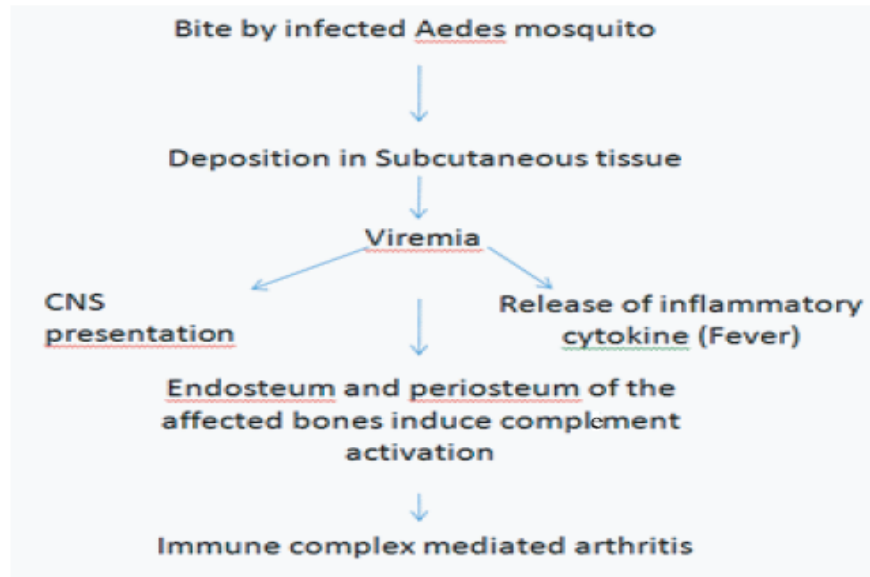 Bite by infected Aedes mosquito
Deposition in Subcutaneous tissue
Viremia
CNS
presentation
Release of inflammatory
cytokine (Fever)
Endosteum and periosteum of the
affected bones induce complement
activation
Immune complex mediated arthritis